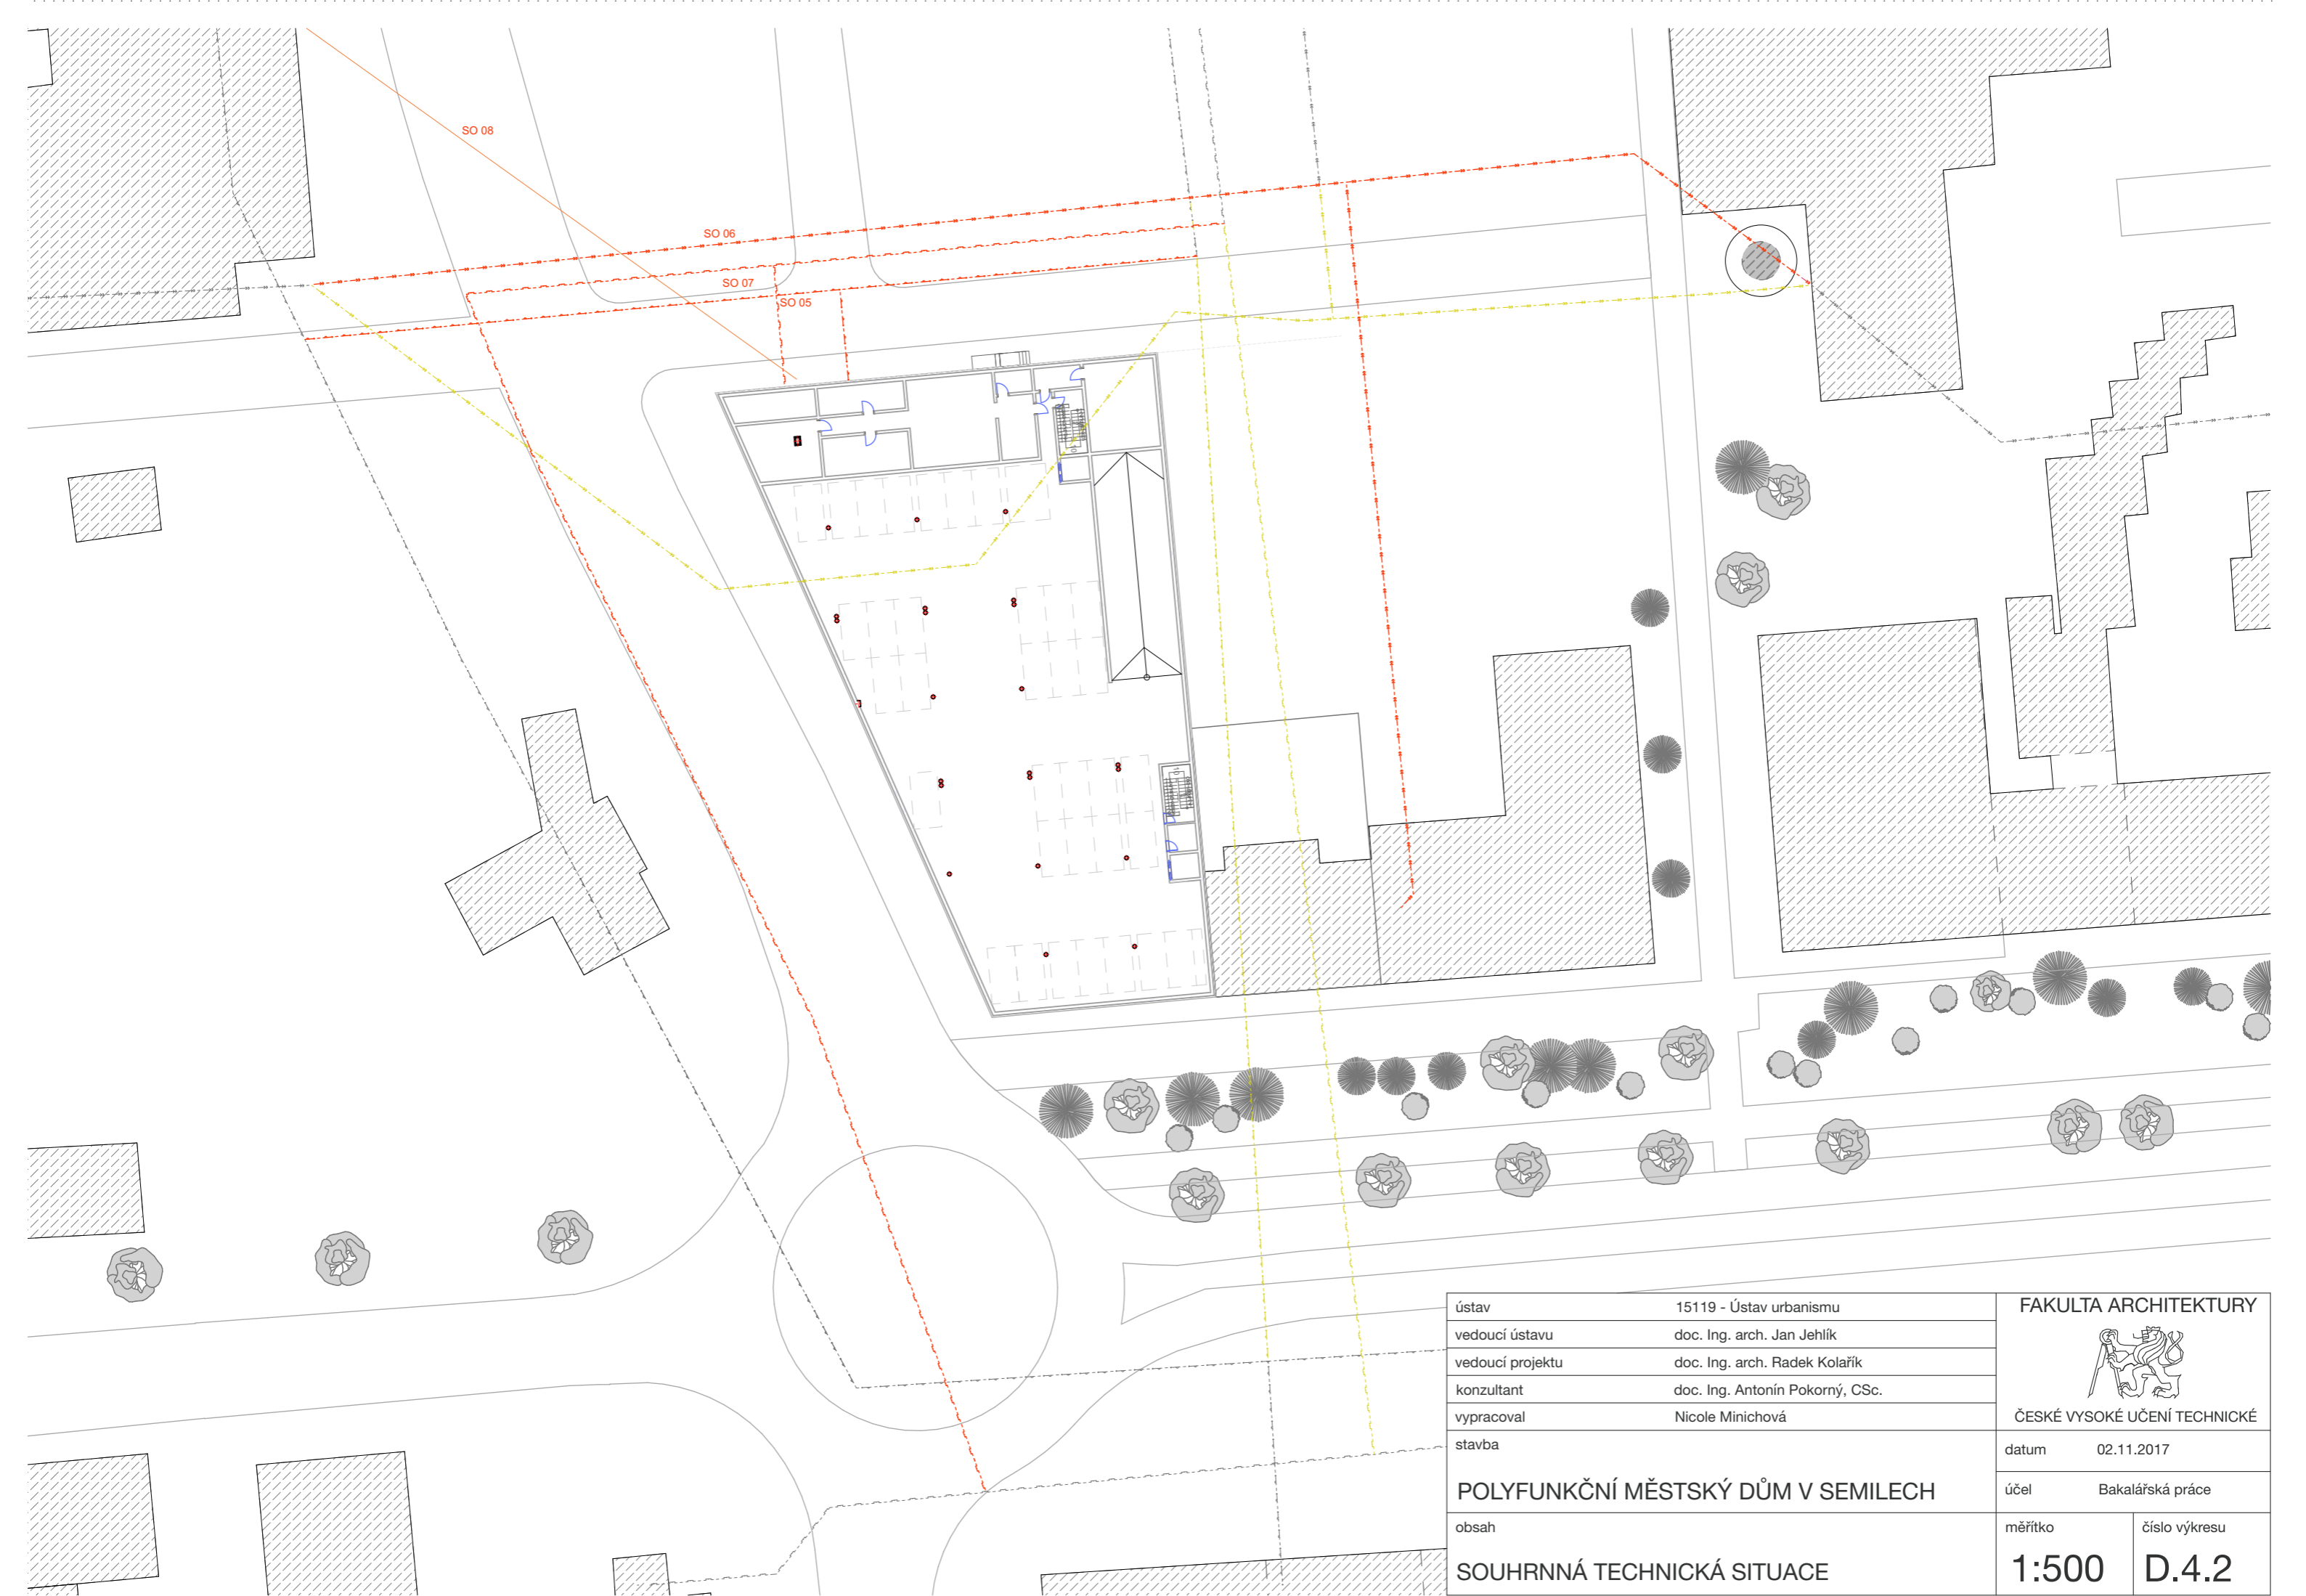 SO 08
SO 06
SO 07
SO 05
ústav 15119 - Ústav urbanismu
vedoucí ústavu doc. Ing. arch. Jan Jehlík
vedoucí projektu doc. Ing. arch. Radek Kolařík
konzultant doc. Ing. Antonín Pokorný, CSc.
vypracoval Nicole Minichová
stavba
POLYFUNKČNÍ MĚSTSKÝ DŮM V SEMILECH
obsah
SOUHRNNÁ TECHNICKÁ SITUACE
FAKULTA ARCHITEKTURY
ČESKÉ VYSOKÉ UČENÍ TECHNICKÉ
datum 02.11.2017
účel Bakalářská práce
měřítko
1:500
číslo výkresu
D.4.2